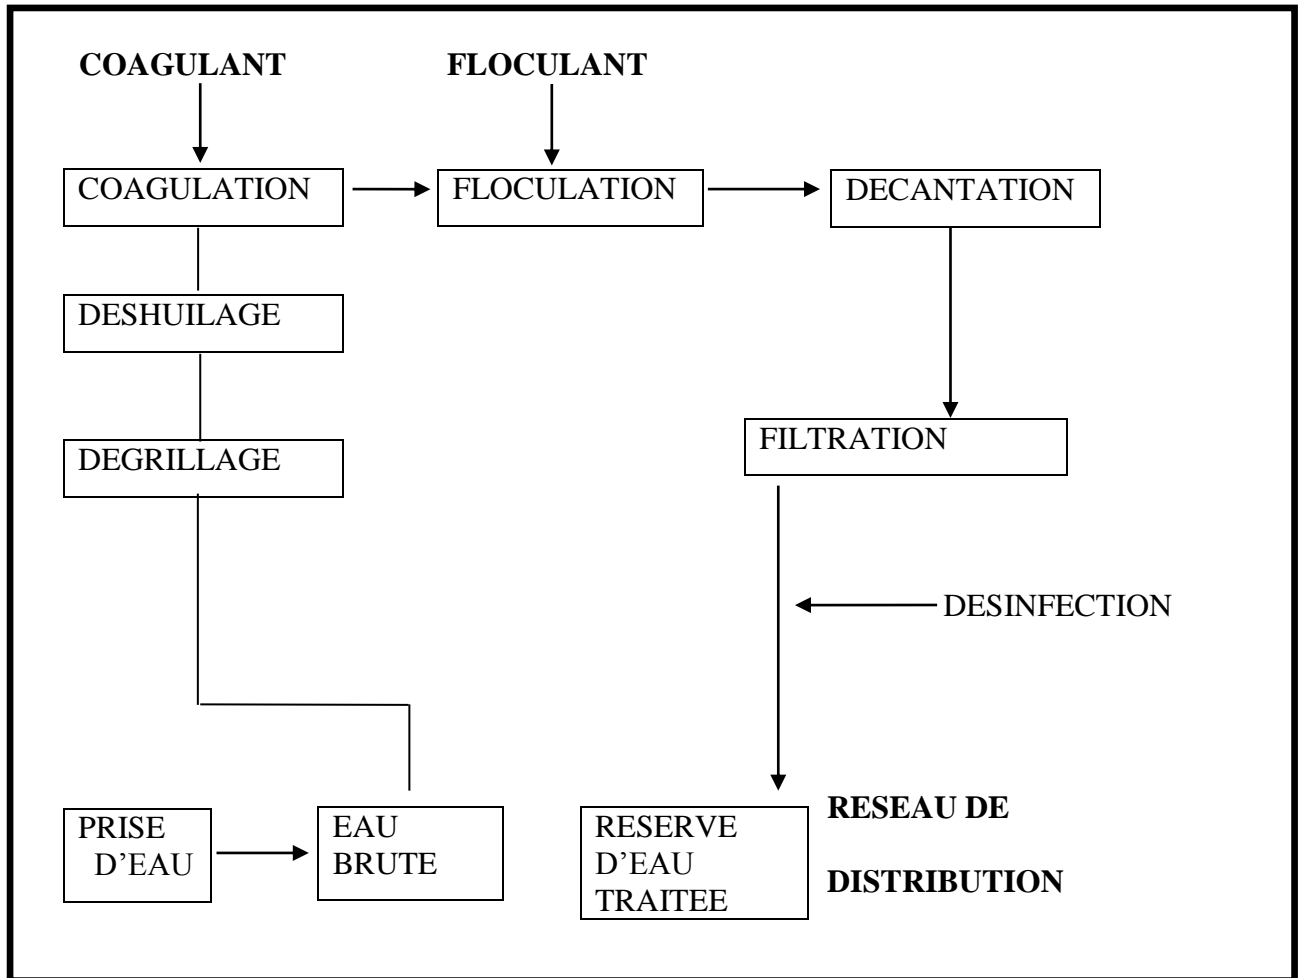 COAGULANT
FLOCULANT
COAGULATION
FLOCULATION
DECANTATION
DESHUILAGE
DEGRILLAGE
FILTRATION
DESINFECTION
PRISE
D’EAU
EAU
BRUTE
RESERVE
D’EAU
TRAITEE
RESEAU DE
DISTRIBUTION